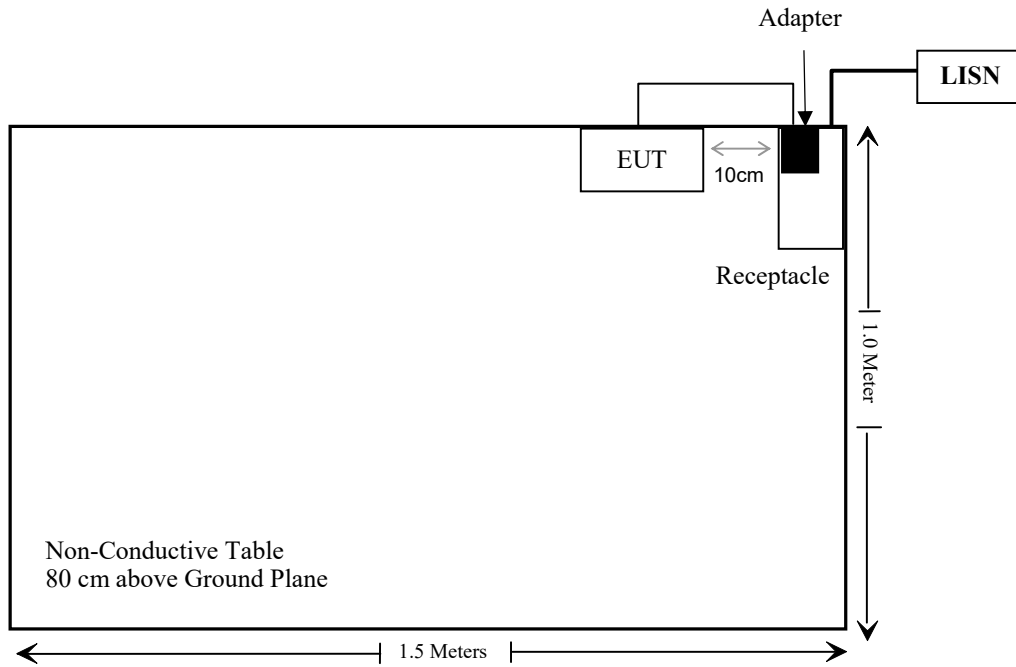 Adapter
LISN
EUT
10cm
Receptacle
1.0 Meter
Non-Conductive Table
80 cm above Ground Plane
1.5 Meters